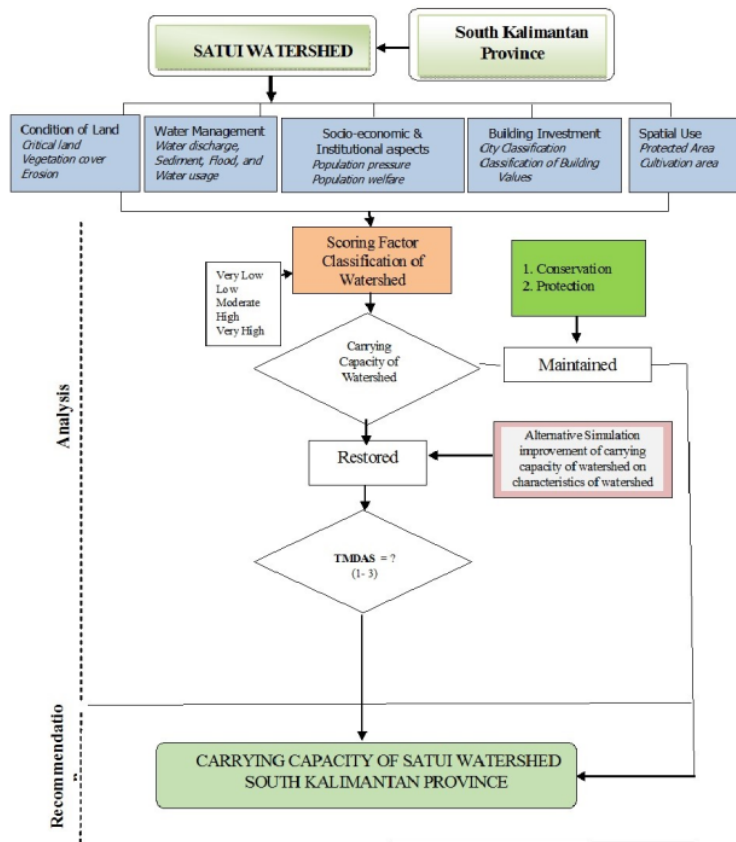 SATUI WATERSHED
South Kalimantan
Province
Condition of Land
Critical land
Vegetation cover
Erosion
Water Management
Water discharge,
Sediment, Flood, and
Water usage
Socio-economic &
Institutional aspects
Population pressure
Population welfare
Building Investment
City Classification
Classification of Building
Values
Spatial Use
Protected Area
Cultivation area
Analysis
Scoring Factor
Classification of
Watershed
Very Low
Low
Moderate
High
Very High
1. Conservation
2. Protection
Carrying
Capacity of
Watershed
Maintained
Restored
Alternative Simulation
improvement of carrying
capacity of watershed on
characteristics of watershed
TMDAS = ?
(1- 3)
Recommendatio
n
CARRYING CAPACITY OF SATUI WATERSHED
SOUTH KALIMANTAN PROVINCE